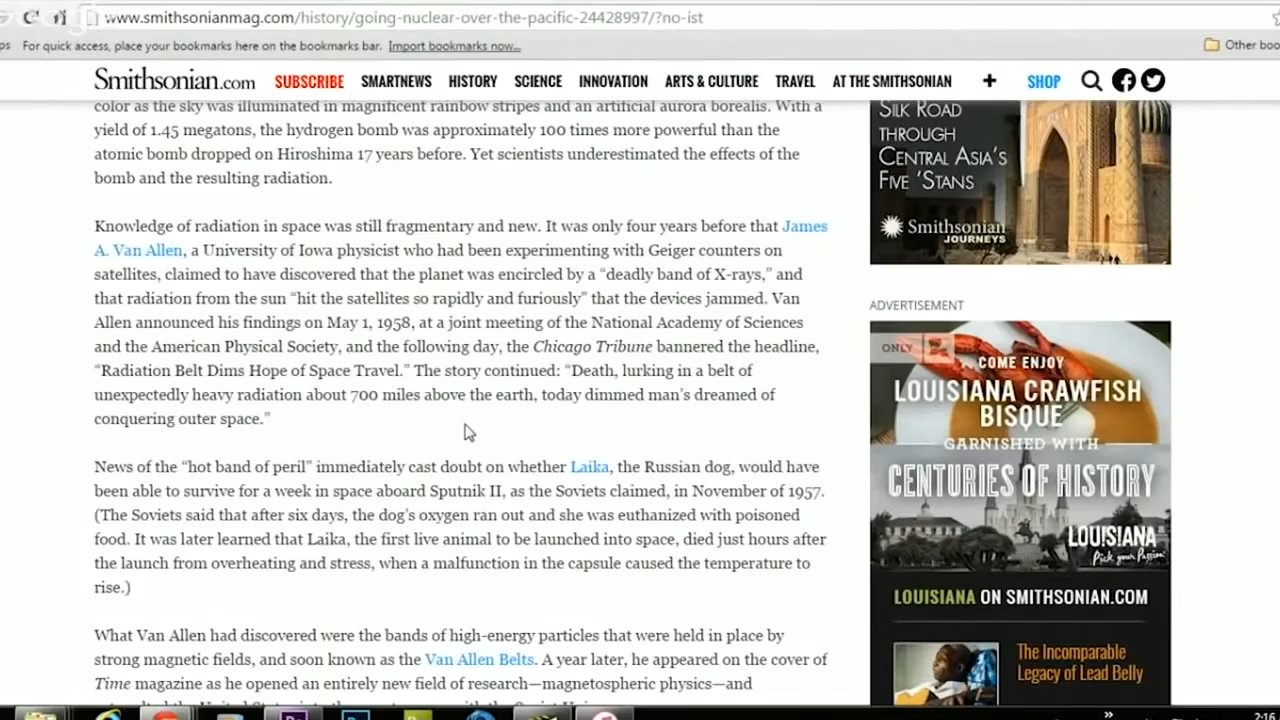 www.smithsonianmag.com/history/going-nuclear-over-the-pacific-24428997/?no-ist
For quick access, place your bookmarks here on the bookmarks bar. Import bookmarks now...
Other boo
Smithsonian.com SUBSCRIBE SMARTNEWS HISTORY SCIENCE INNOVATION ARTS & CULTURE TRAVEL AT THE SMITHSONIAN + SHOP
color as the sky was illuminated in magnificent rainbow stripes and an artificial aurora borealis. With a
yield of 1.45 megatons, the hydrogen bomb was approximately 100 times more powerful than the
atomic bomb dropped on Hiroshima 17 years before. Yet scientists underestimated the effects of the
bomb and the resulting radiation.
Knowledge of radiation in space was still fragmentary and new. It was only four years before that James
A. Van Allen, a University of Iowa physicist who had been experimenting with Geiger counters on
satellites, claimed to have discovered that the planet was encircled by a “deadly band of X-rays,” and
that radiation from the sun “hit the satellites so rapidly and furiously” that the devices jammed. Van
Allen announced his findings on May 1, 1958, at a joint meeting of the National Academy of Sciences
and the American Physical Society, and the following day, the Chicago Tribune bannered the headline,
“Radiation Belt Dims Hope of Space Travel.” The story continued: “Death, lurking in a belt of
unexpectedly heavy radiation about 700 miles above the earth, today dimmed man’s dreamed of
conquering outer space.”
News of the “hot band of peril” immediately cast doubt on whether Laika, the Russian dog, would have
been able to survive for a week in space aboard Sputnik II, as the Soviets claimed, in November of 1957.
(The Soviets said that after six days, the dog’s oxygen ran out and she was euthanized with poisoned
food. It was later learned that Laika, the first live animal to be launched into space, died just hours after
the launch from overheating and stress, when a malfunction in the capsule caused the temperature to
rise.)
What Van Allen had discovered were the bands of high-energy particles that were held in place by
strong magnetic fields, and soon known as the Van Allen Belts. A year later, he appeared on the cover of
Time magazine as he opened an entirely new field of research—magnetospheric physics—and
SILK ROAD
THROUGH
CENTRAL ASIA’S
FIVE ‘STANS
Smithsonian
JOURNEYS
ADVERTISEMENT
ONLY
COME ENJOY
LOUISIANA CRAWFISH
BISQUE
GARNISHED WITH
CENTURIES OF HISTORY
LOUISIANA
Pick your Passion
LOUISIANA ON SMITHSONIAN.COM
The Incomparable
Legacy of Lead Belly
2:16